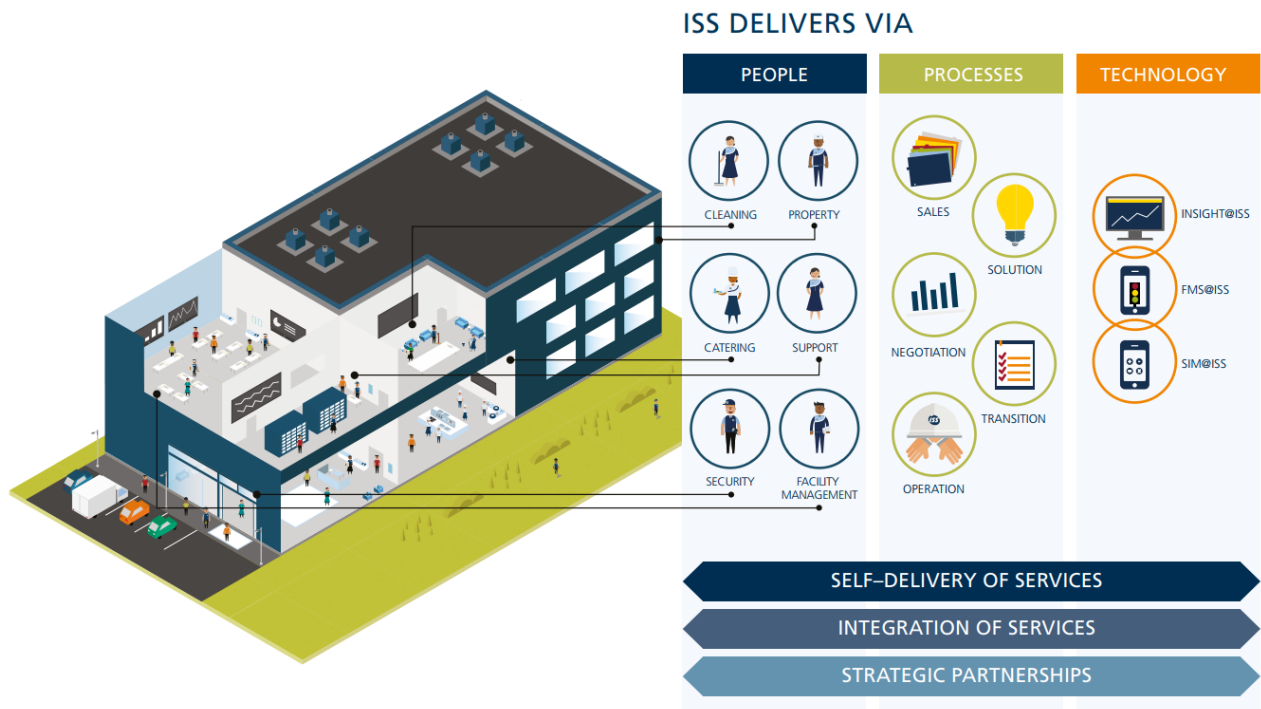 ISS DELIVERS VIA
PEOPLE
PROCESSES
TECHNOLOGY
CLEANING
PROPERTY
CATERING
SUPPORT
SECURITY
FACILITY
MANAGEMENT
SALES
SOLUTION
NEGOTIATION
TRANSITION
ISS
OPERATION
INSIGHT@ISS
FMS@ISS
SIM@ISS
SELF–DELIVERY OF SERVICES
INTEGRATION OF SERVICES
STRATEGIC PARTNERSHIPS